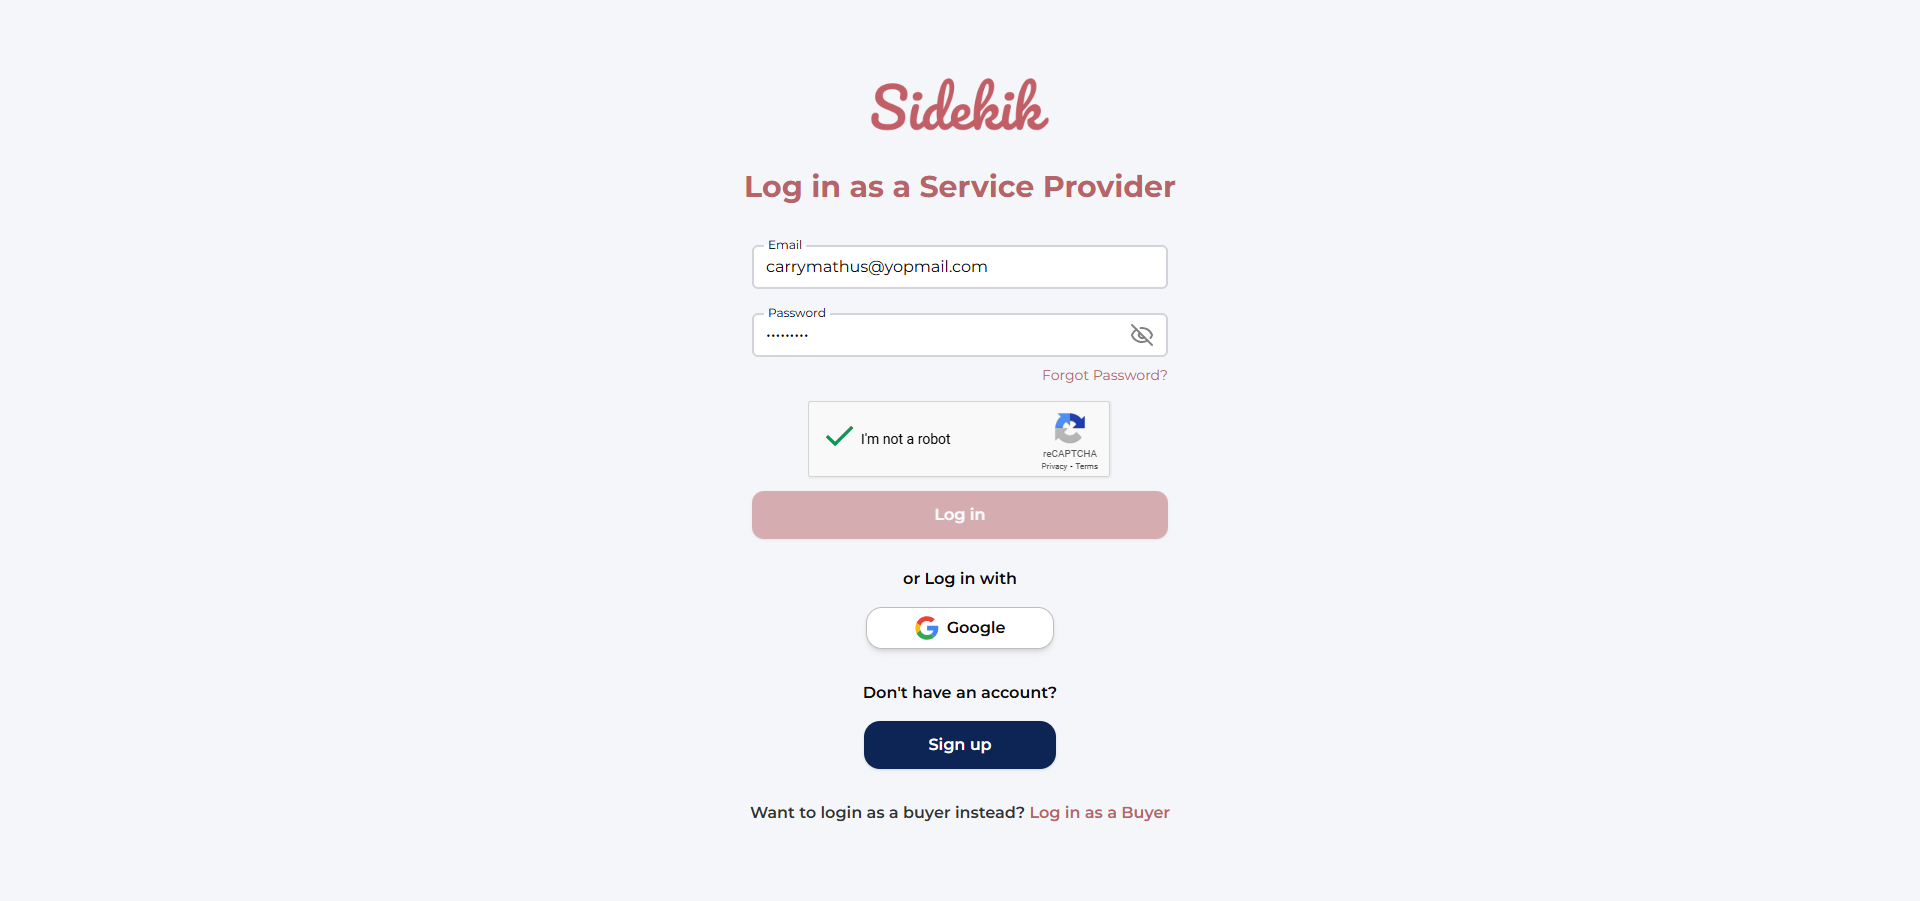 Sidekik
Log in as a Service Provider
Email
carrymathus@yopmail.com
Password
•••••••••
Forgot Password?
I'm not a robot
reCAPTCHA
Privacy - Terms
Log in
or Log in with
Google
Don't have an account?
Sign up
Want to login as a buyer instead? Log in as a Buyer